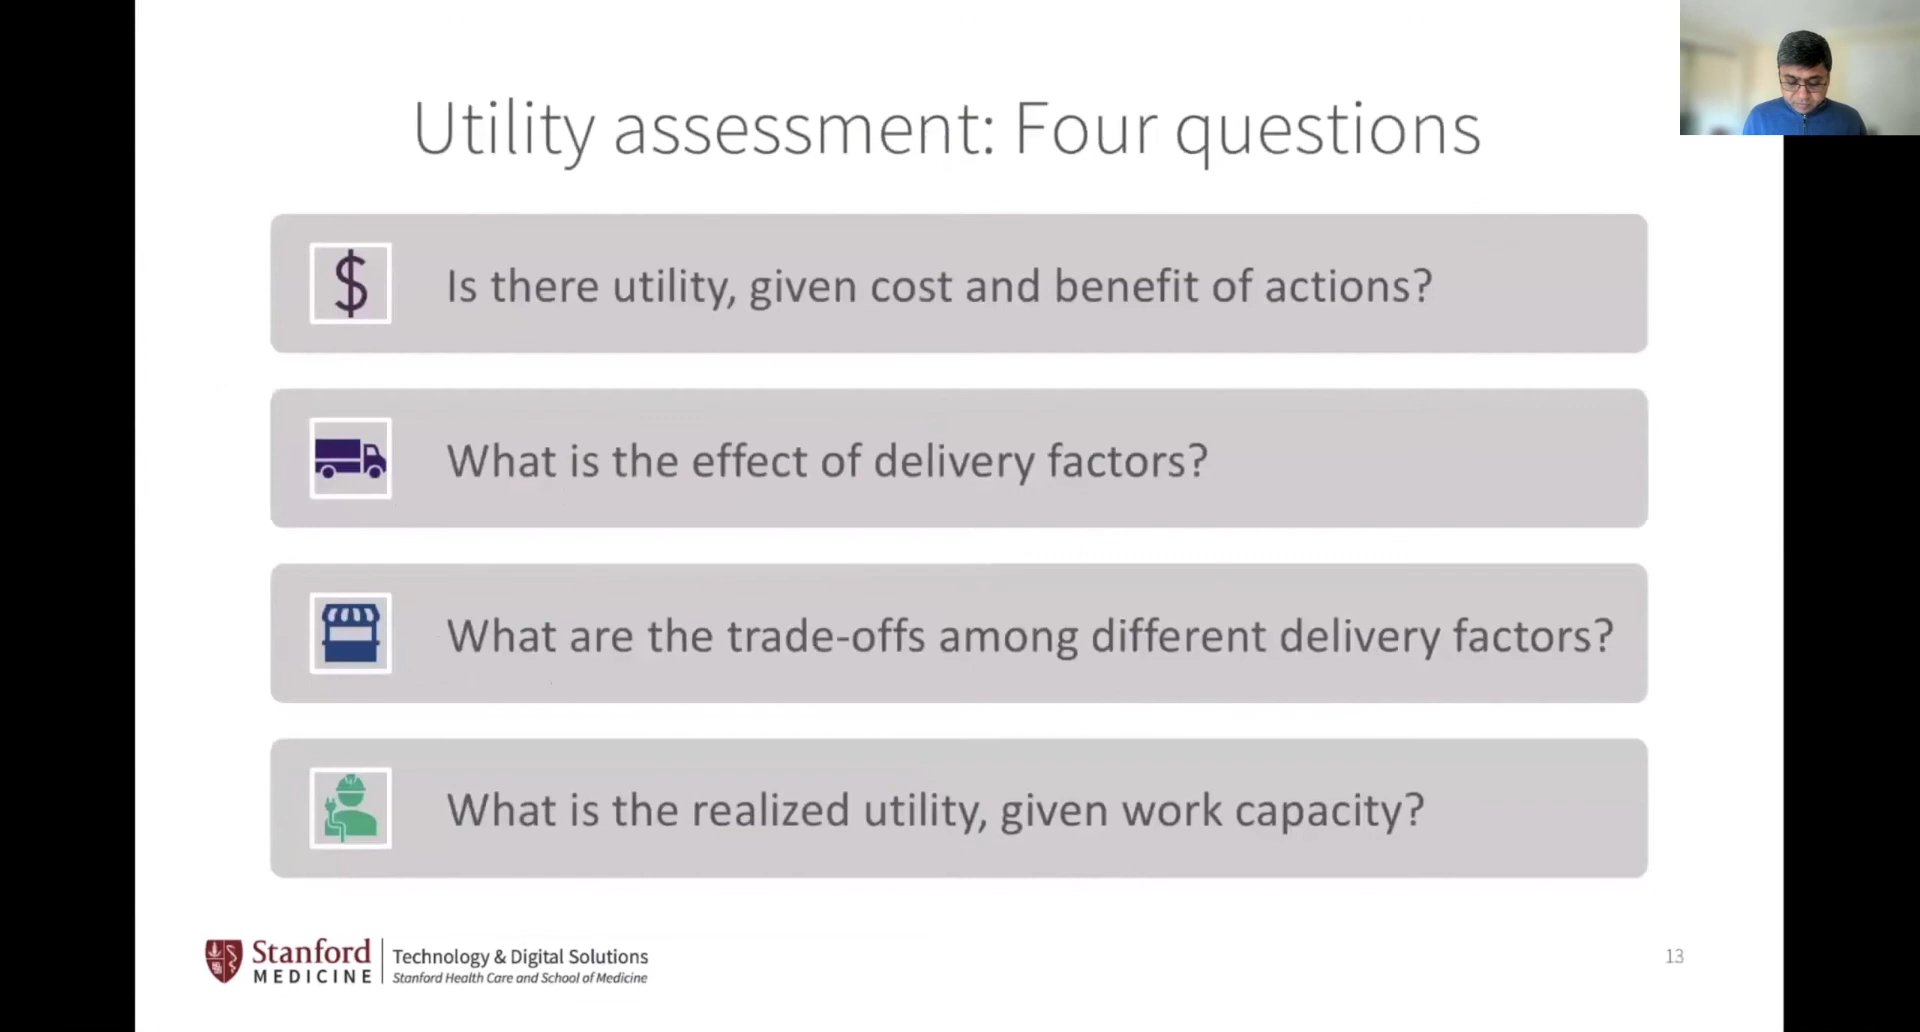 Utility assessment: Four questions
$
Is there utility, given cost and benefit of actions?
What is the effect of delivery factors?
What are the trade-offs among different delivery factors?
What is the realized utility, given work capacity?
Stanford
MEDICINE
Technology & Digital Solutions
Stanford Health Care and School of Medicine
13